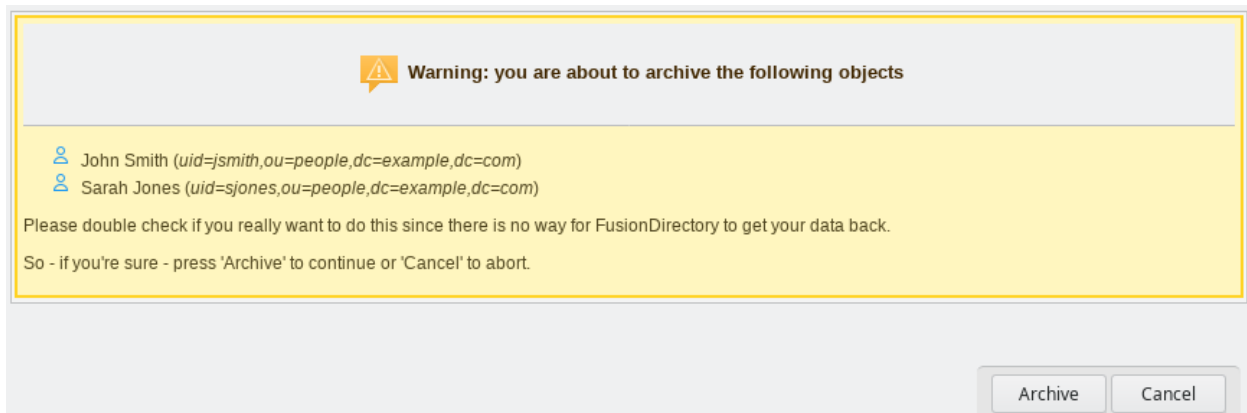 Warning: you are about to archive the following objects
John Smith (uid=jsmith,ou=people,dc=example,dc=com)
Sarah Jones (uid=sjones,ou=people,dc=example,dc=com)
Please double check if you really want to do this since there is no way for FusionDirectory to get your data back.
So - if you're sure - press 'Archive' to continue or 'Cancel' to abort.
Archive Cancel